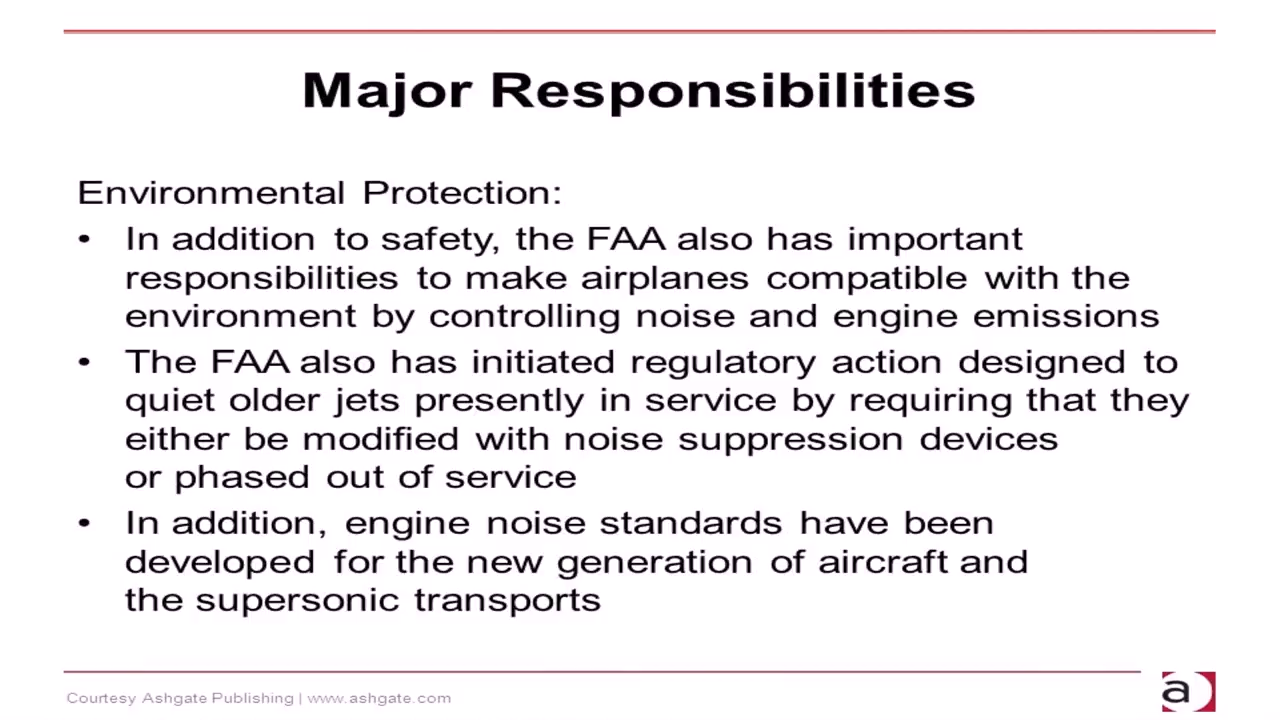 Major Responsibilities
Environmental Protection:
• In addition to safety, the FAA also has important
responsibilities to make airplanes compatible with the
environment by controlling noise and engine emissions
• The FAA also has initiated regulatory action designed to
quiet older jets presently in service by requiring that they
either be modified with noise suppression devices
or phased out of service
• In addition, engine noise standards have been
developed for the new generation of aircraft and
the supersonic transports
Courtesy Ashgate Publishing | www.ashgate.com
a